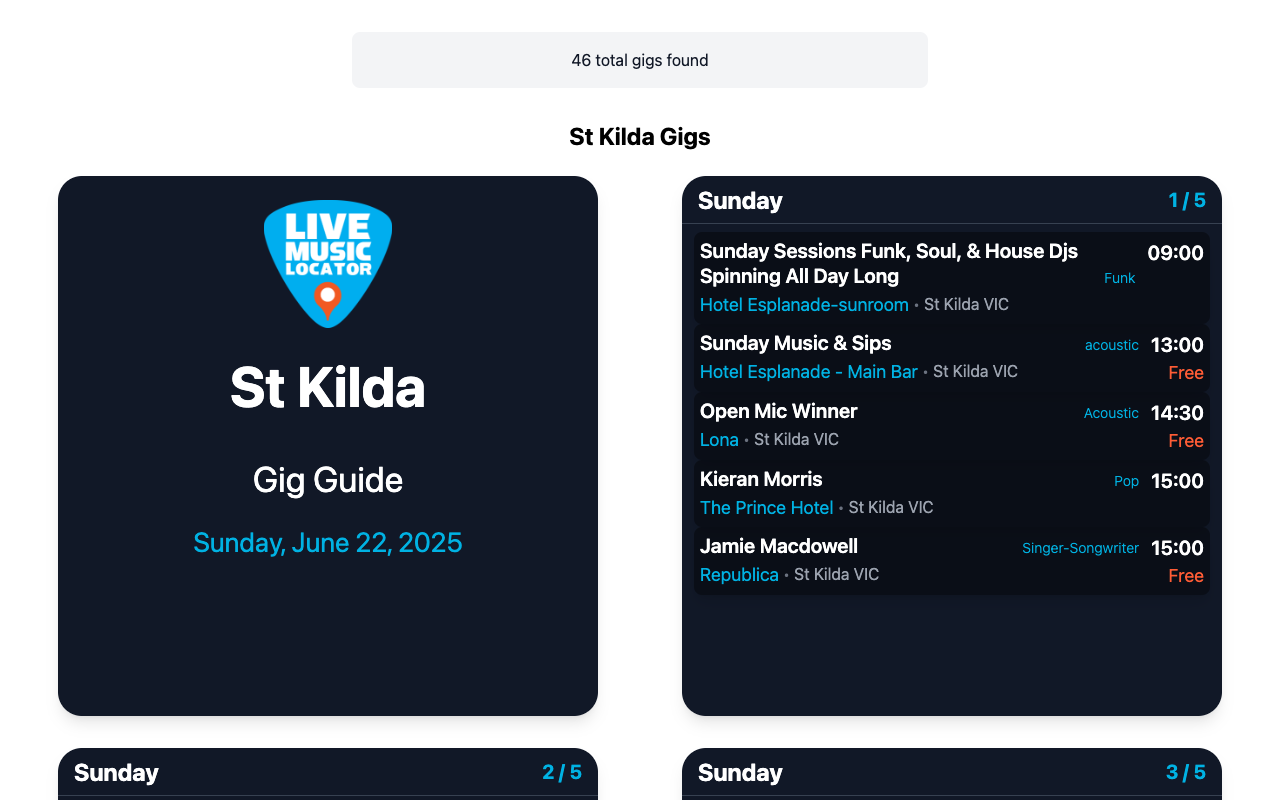 46 total gigs found
St Kilda Gigs
LIVE
MUSIC
LOCATOR
St Kilda
Gig Guide
Sunday, June 22, 2025
Sunday 1 / 5
Sunday Sessions Funk, Soul, & House Djs 09:00
Spinning All Day Long Funk
Hotel Esplanade-sunroom • St Kilda VIC
Sunday Music & Sips acoustic 13:00
Hotel Esplanade - Main Bar • St Kilda VIC Free
Open Mic Winner Acoustic 14:30
Lona • St Kilda VIC Free
Kieran Morris Pop 15:00
The Prince Hotel • St Kilda VIC
Jamie Macdowell Singer-Songwriter 15:00
Republica • St Kilda VIC Free
Sunday 2 / 5
Sunday 3 / 5